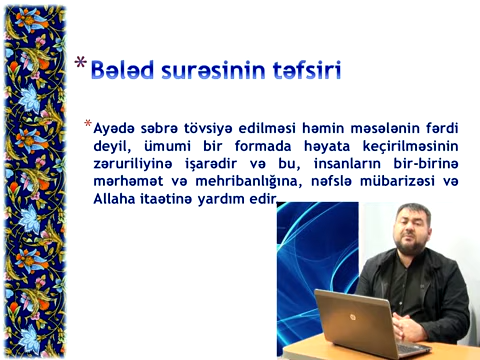 * Bələd surəsinin təfsiri
* Ayədə səbrə tövsiyə edilməsi həmin məsələnin fərdi
deyil, ümumi bir formada həyata keçirilməsinin
zəruriliyinə işarədir və bu, insanların bir-birinə
mərhəmət və mehribanlığına, nəfslə mübarizəsi və
Allaha itaətinə yardım edir.